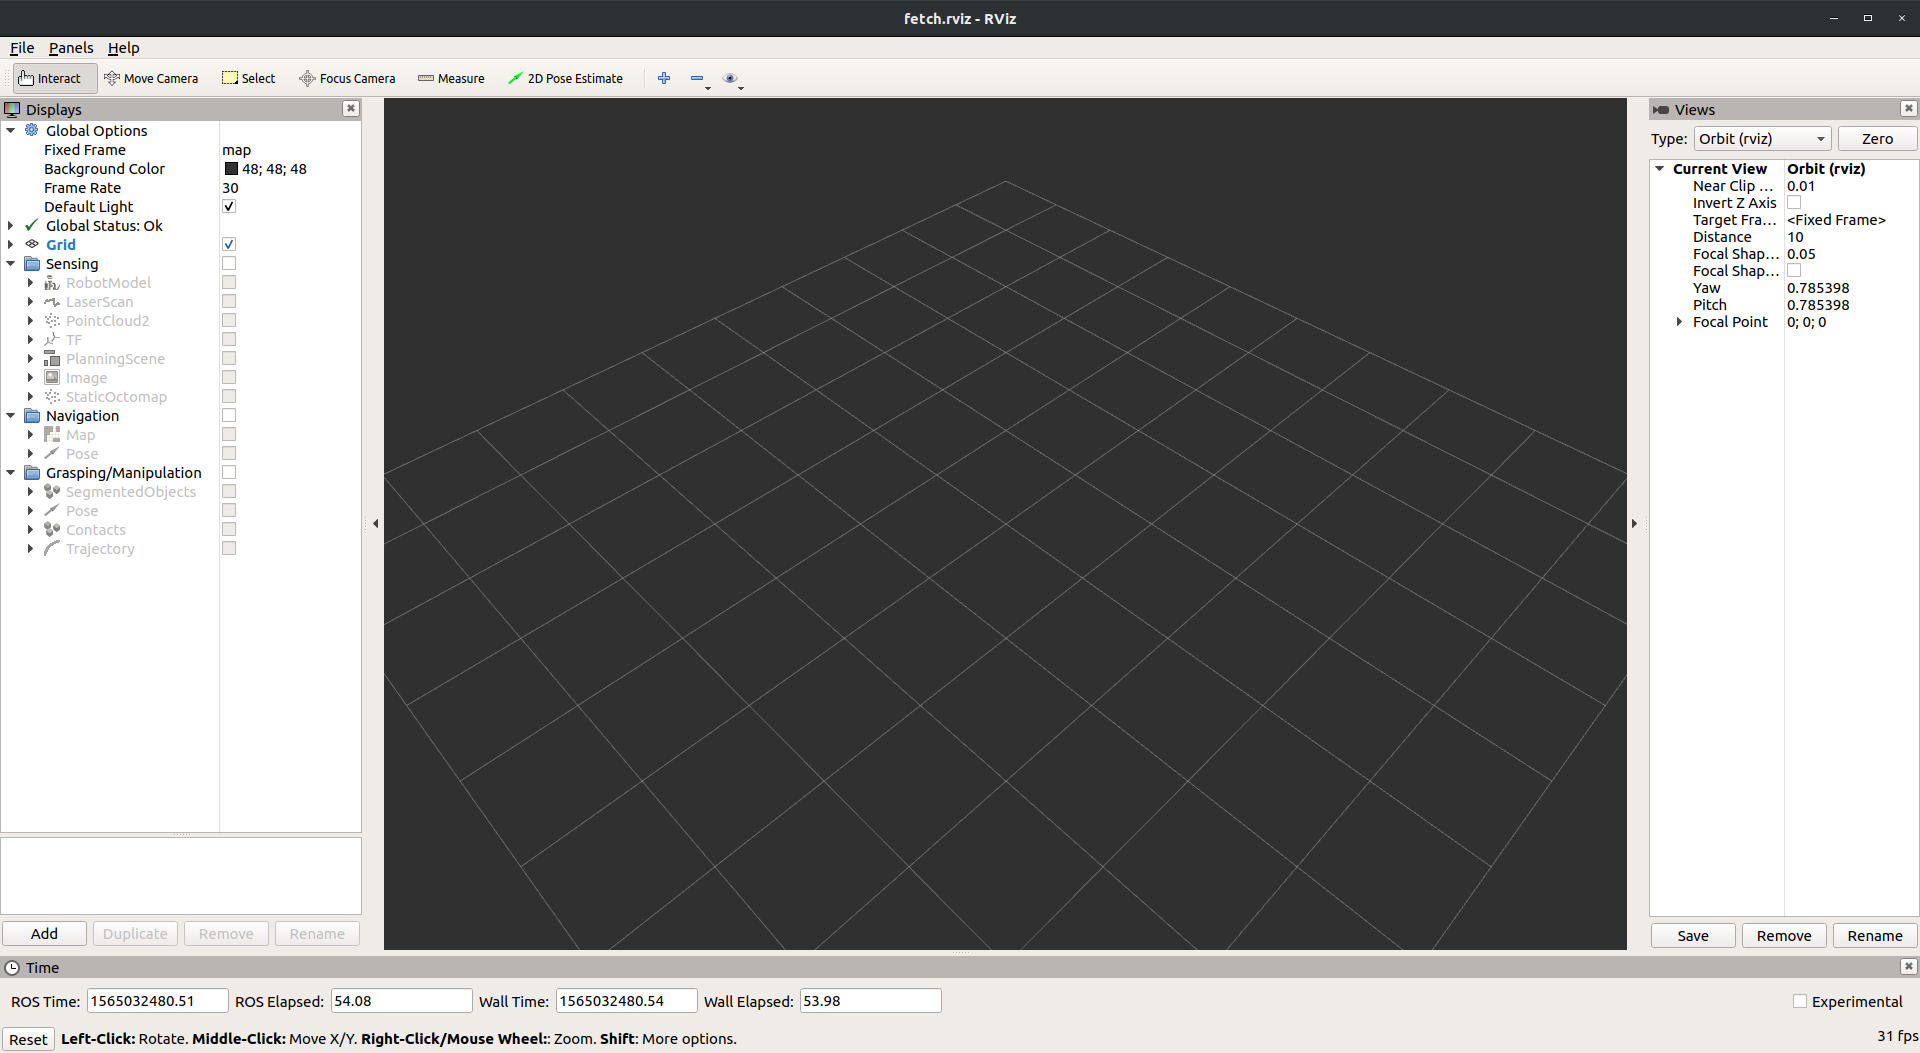 fetch.rviz - RViz
File Panels Help
Interact Move Camera Select Focus Camera Measure 2D Pose Estimate
Displays
Global Options
Fixed Frame map
Background Color 48; 48; 48
Frame Rate 30
Default Light
Global Status: Ok
Grid
Sensing
RobotModel
LaserScan
PointCloud2
TF
PlanningScene
Image
StaticOctomap
Navigation
Map
Pose
Grasping/Manipulation
SegmentedObjects
Pose
Contacts
Trajectory
Add Duplicate Remove Rename
Views
Type: Orbit (rviz) Zero
Current View Orbit (rviz)
Near Clip ... 0.01
Invert Z Axis
Target Fra... <Fixed Frame>
Distance 10
Focal Shap... 0.05
Focal Shap...
Yaw 0.785398
Pitch 0.785398
Focal Point 0; 0; 0
Save Remove Rename
Time
ROS Time: 1565032480.51 ROS Elapsed: 54.08 Wall Time: 1565032480.54 Wall Elapsed: 53.98 Experimental
Reset Left-Click: Rotate. Middle-Click: Move X/Y. Right-Click/Mouse Wheel:: Zoom. Shift: More options. 31 fps